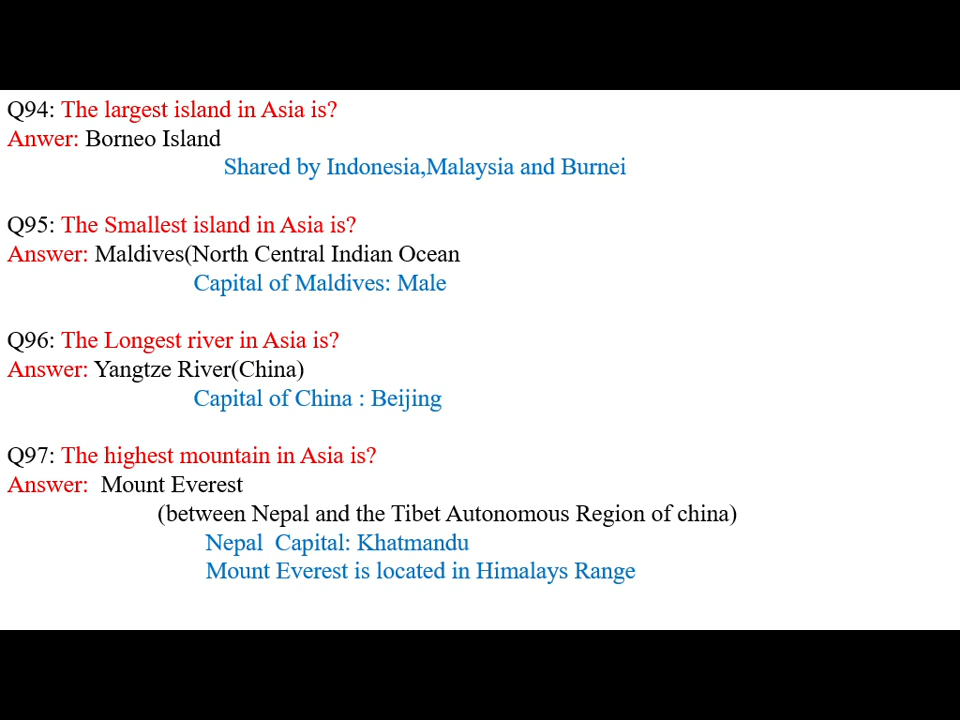 Q94: The largest island in Asia is?
Anwer: Borneo Island
Shared by Indonesia,Malaysia and Burnei
Q95: The Smallest island in Asia is?
Answer: Maldives(North Central Indian Ocean
Capital of Maldives: Male
Q96: The Longest river in Asia is?
Answer: Yangtze River(China)
Capital of China : Beijing
Q97: The highest mountain in Asia is?
Answer:  Mount Everest
(between Nepal and the Tibet Autonomous Region of china)
Nepal  Capital: Khatmandu
Mount Everest is located in Himalays Range